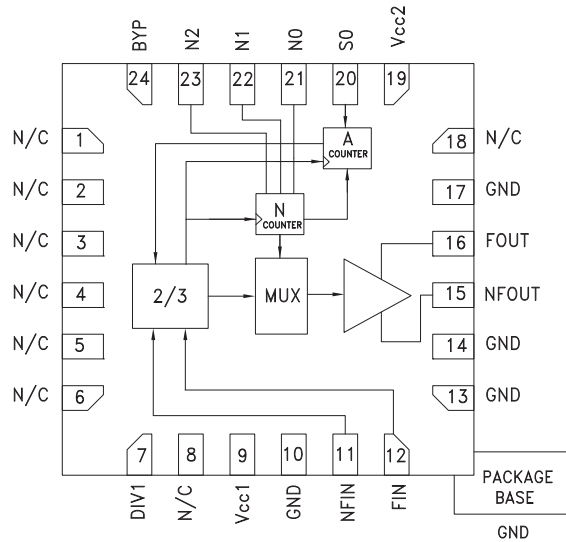 BYP
N2
N1
N0
S0
Vcc2
24
23
22
21
20
19
N/C
1
N/C
2
N/C
3
N/C
4
N/C
5
N/C
6
18
N/C
17
GND
16
FOUT
15
NFOUT
14
GND
13
GND
A
COUNTER
N
COUNTER
2/3
MUX
7
8
9
10
11
12
DIV1
N/C
Vcc1
GND
NFIN
FIN
PACKAGE
BASE
GND